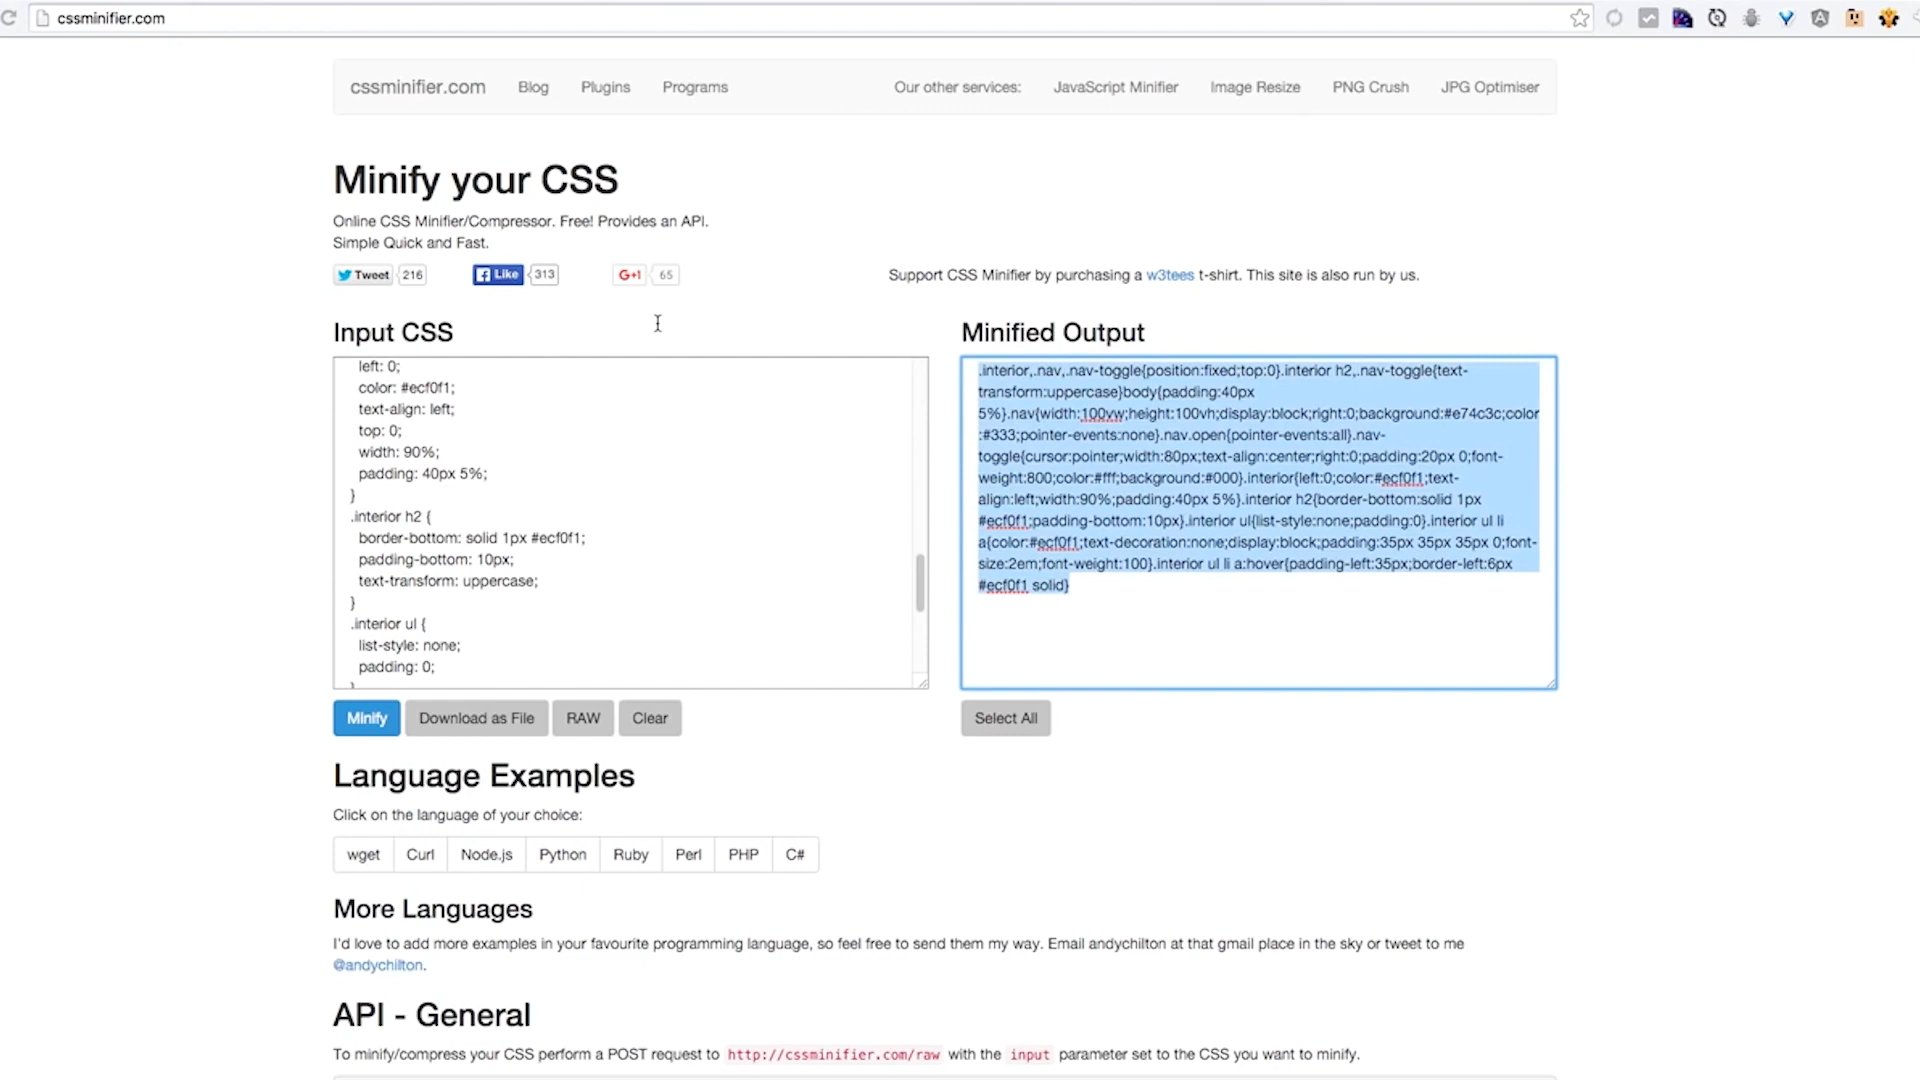 cssminifier.com
cssminifier.com Blog Plugins Programs Our other services: JavaScript Minifier Image Resize PNG Crush JPG Optimiser
Minify your CSS
Online CSS Minifier/Compressor. Free! Provides an API.
Simple Quick and Fast.
Tweet 216 Like 313 G+1 65 Support CSS Minifier by purchasing a w3tees t-shirt. This site is also run by us.
Input CSS
left: 0;
color: #ecf0f1;
text-align: left;
top: 0;
width: 90%;
padding: 40px 5%;
}
.interior h2 {
border-bottom: solid 1px #ecf0f1;
padding-bottom: 10px;
text-transform: uppercase;
}
.interior ul {
list-style: none;
padding: 0;
}
Minified Output
.interior,.nav,.nav-toggle{position:fixed;top:0}.interior h2,.nav-toggle{text-
transform:uppercase}body{padding:40px
5%}.nav{width:100vw;height:100vh;display:block;right:0;background:#e74c3c;color
:#333;pointer-events:none}.nav.open{pointer-events:all}.nav-
toggle{cursor:pointer;width:80px;text-align:center;right:0;padding:20px 0;font-
weight:800;color:#fff;background:#000}.interior{left:0;color:#ecf0f1;text-
align:left;width:90%;padding:40px 5%}.interior h2{border-bottom:solid 1px
#ecf0f1;padding-bottom:10px}.interior ul{list-style:none;padding:0}.interior ul li
a{color:#ecf0f1;text-decoration:none;display:block;padding:35px 35px 35px 0;font-
size:2em;font-weight:100}.interior ul li a:hover{padding-left:35px;border-left:6px
#ecf0f1 solid}
Minify Download as File RAW Clear Select All
Language Examples
Click on the language of your choice:
wget Curl Node.js Python Ruby Perl PHP C#
More Languages
I'd love to add more examples in your favourite programming language, so feel free to send them my way. Email andychilton at that gmail place in the sky or tweet to me
@andychilton.
API - General
To minify/compress your CSS perform a POST request to http://cssminifier.com/raw with the input parameter set to the CSS you want to minify.